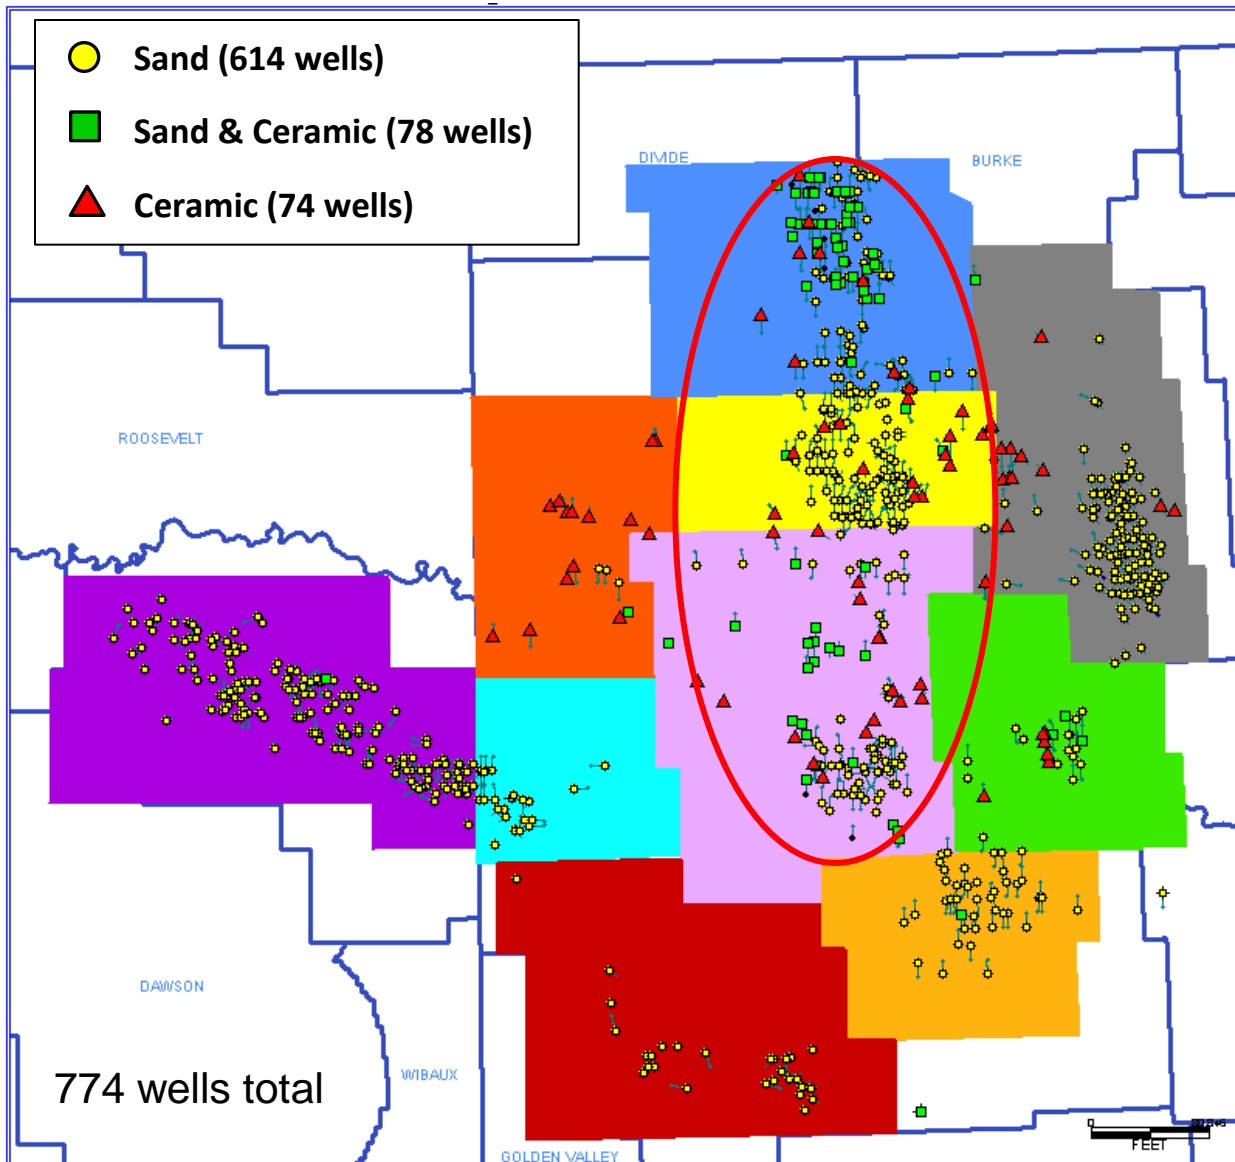 Sand (614 wells)
Sand & Ceramic (78 wells)
Ceramic (74 wells)
DIVIDE
BURKE
ROOSEVELT
DAWSON
WIBAUX
774 wells total
0
FEET
GOLDEN VALLEY